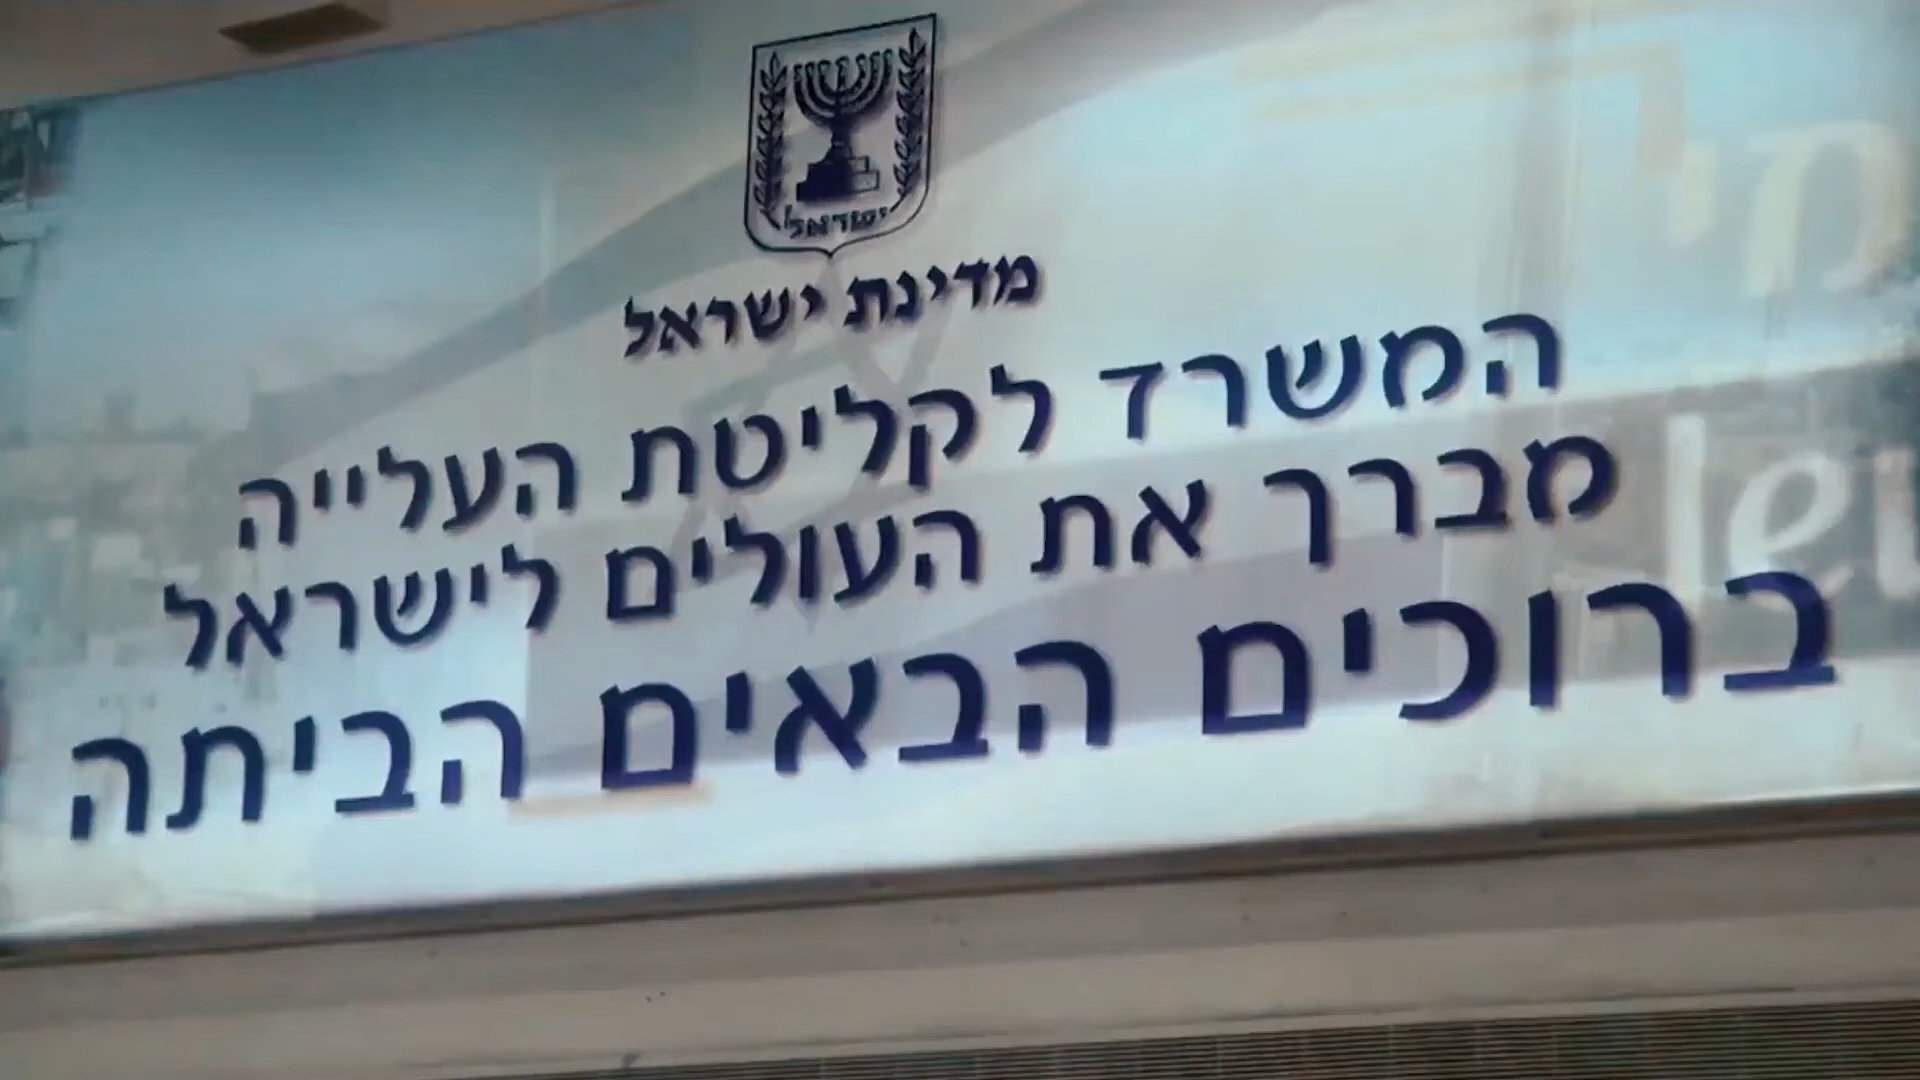 ישראל
מדינת ישראל
המשרד לקליטת העלייה
מברך את העולים לישראל
ברוכים הבאים הביתה